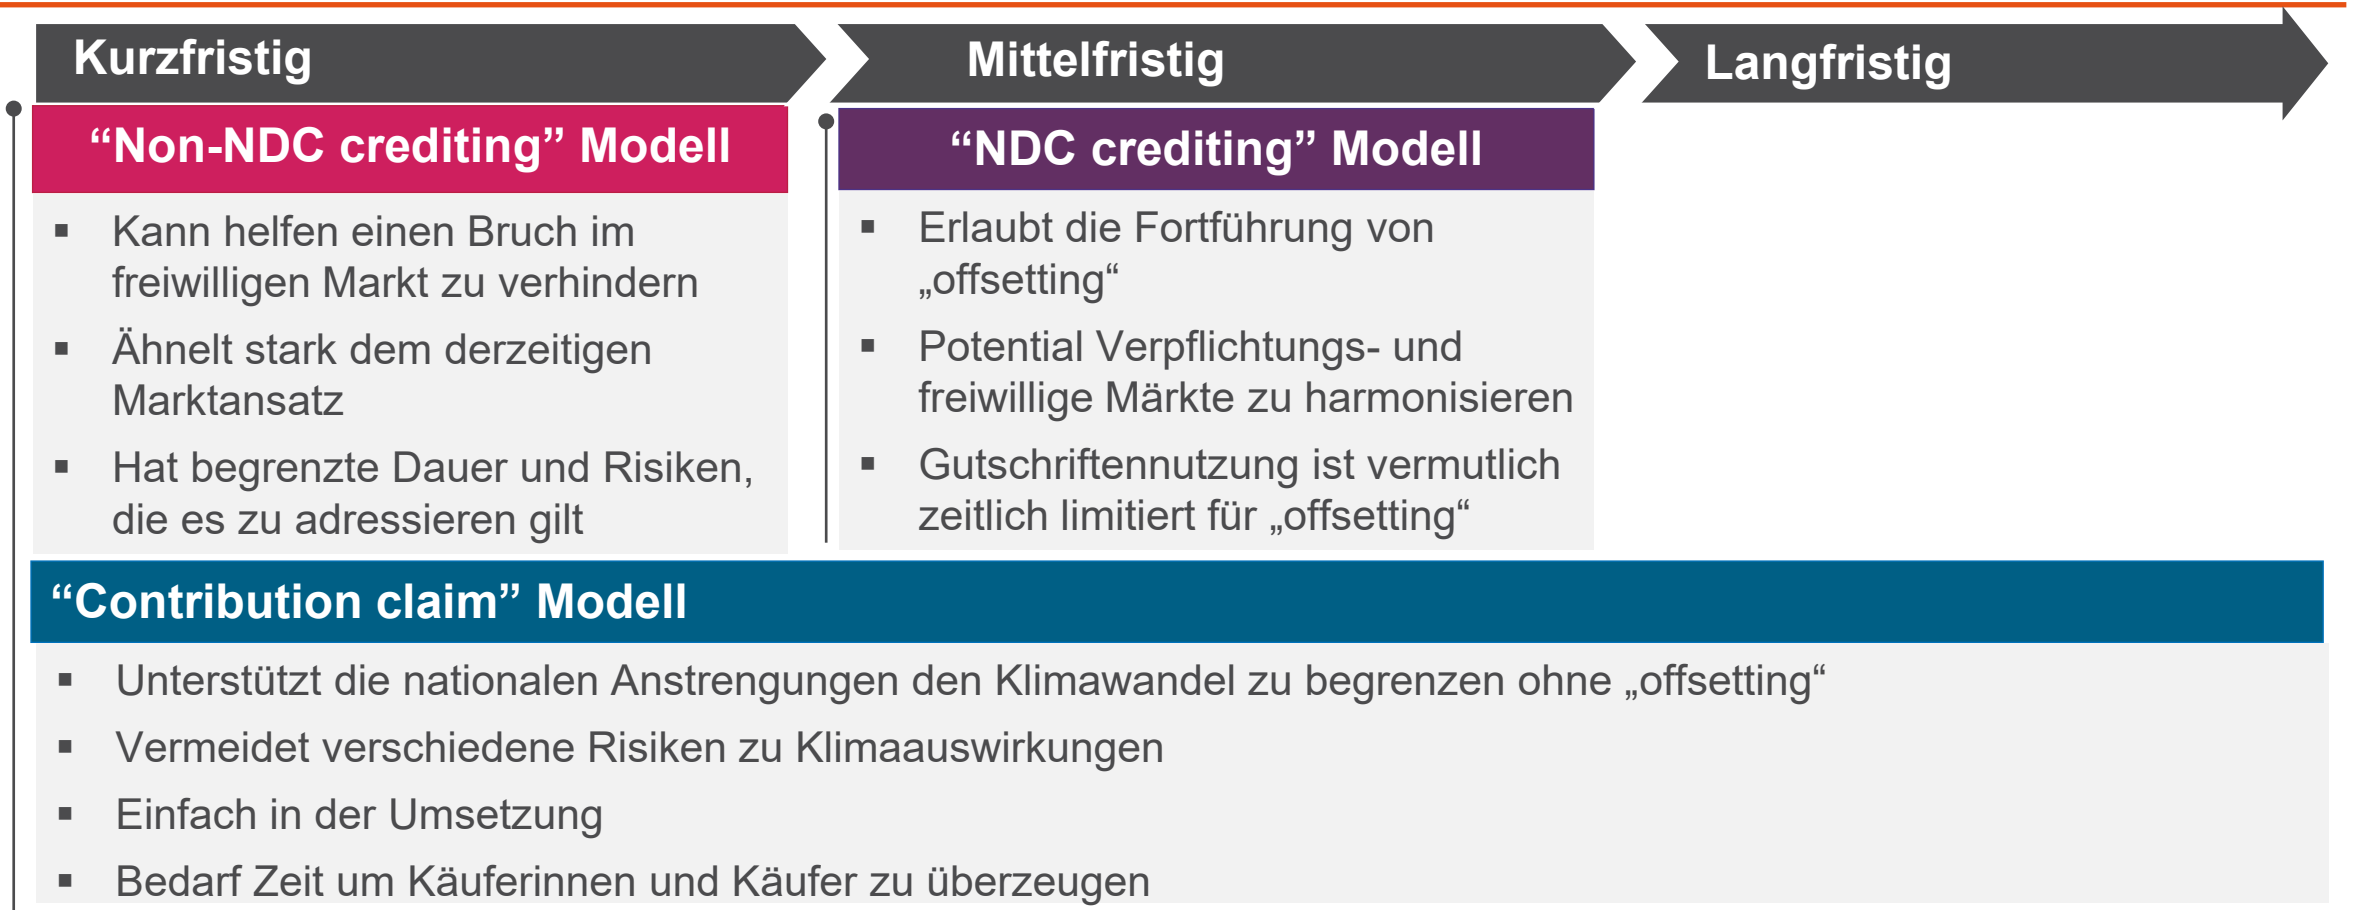 Kurzfristig
Mittelfristig
Langfristig
“Non-NDC crediting” Modell
▪ Kann helfen einen Bruch im
freiwilligen Markt zu verhindern
▪ Ähnelt stark dem derzeitigen
Marktansatz
▪ Hat begrenzte Dauer und Risiken,
die es zu adressieren gilt
“NDC crediting” Modell
▪ Erlaubt die Fortführung von
„offsetting“
▪ Potential Verpflichtungs- und
freiwillige Märkte zu harmonisieren
▪ Gutschriftennutzung ist vermutlich
zeitlich limitiert für „offsetting“
“Contribution claim” Modell
▪ Unterstützt die nationalen Anstrengungen den Klimawandel zu begrenzen ohne „offsetting“
▪ Vermeidet verschiedene Risiken zu Klimaauswirkungen
▪ Einfach in der Umsetzung
▪ Bedarf Zeit um Käuferinnen und Käufer zu überzeugen